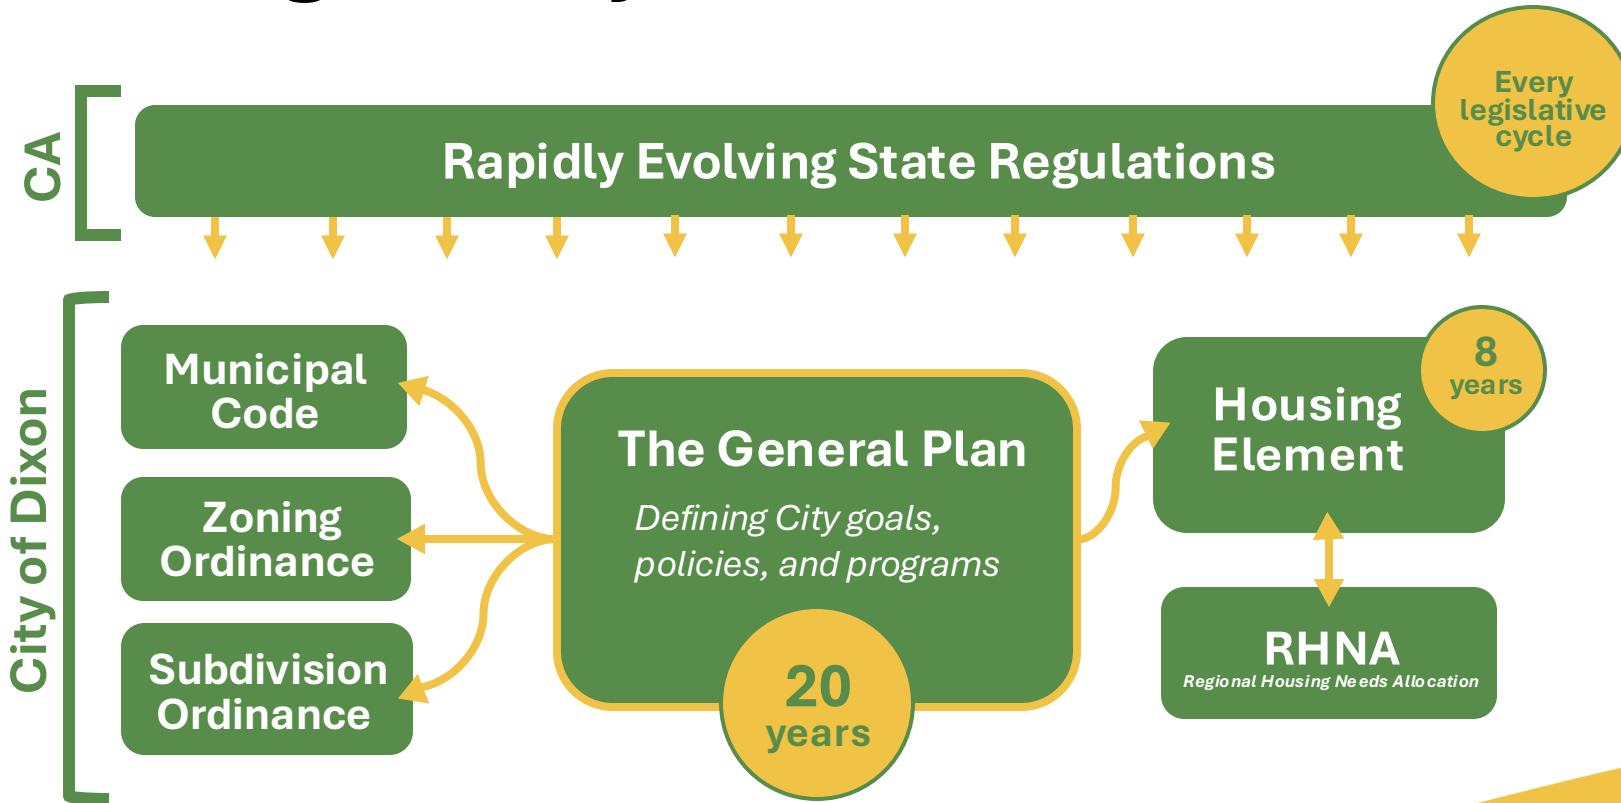 Every
legislative
cycle
CA
Rapidly Evolving State Regulations
City of Dixon
Municipal
Code
Zoning
Ordinance
Subdivision
Ordinance
The General Plan
Defining City goals,
policies, and programs
20
years
8
years
Housing
Element
RHNA
Regional Housing Needs Allocation